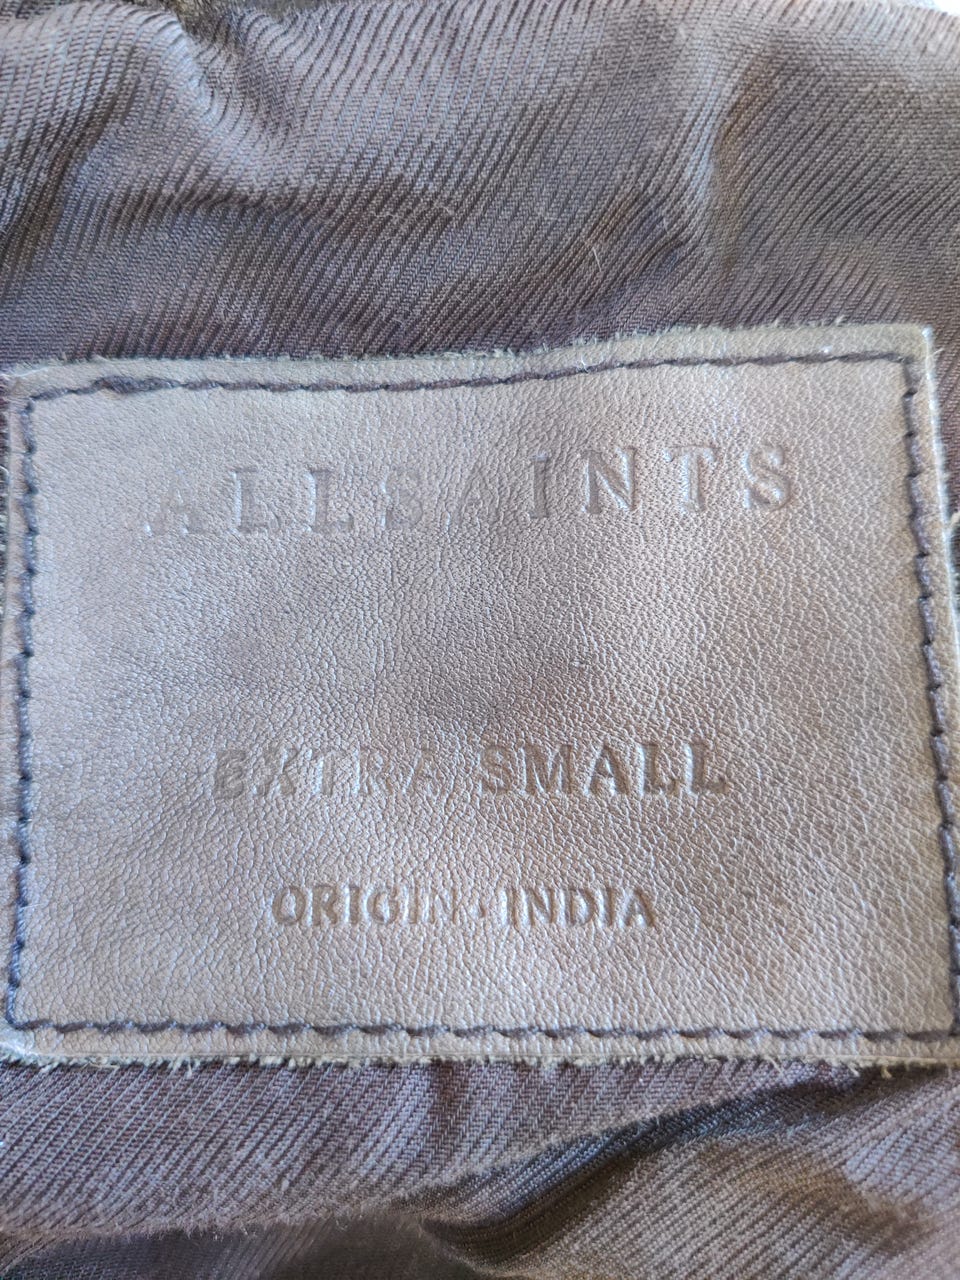 ALLSAINTS
EXTRA SMALL
ORIGIN · INDIA